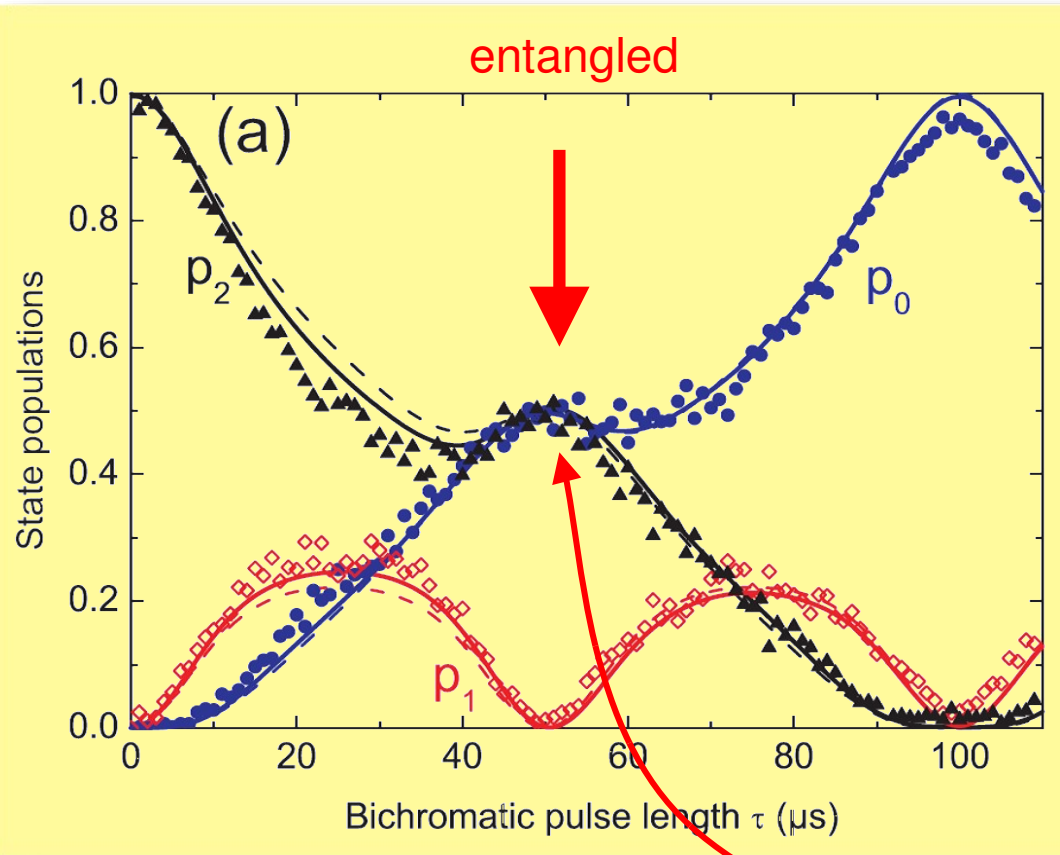 entangled
(a)
1.0
0.8
0.6
0.4
0.2
0.0
State populations
p2
p0
p1
0 20 40 60 80 100
Bichromatic pulse length τ (µs)